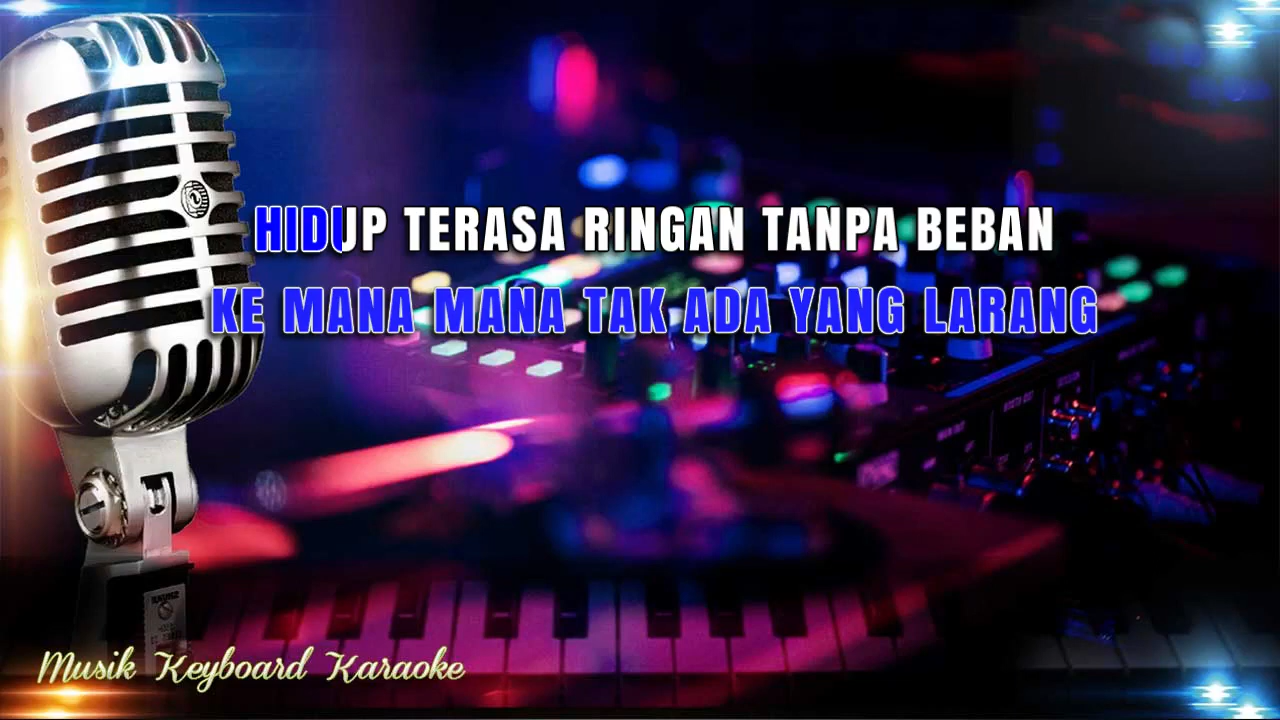 HIDUP TERASA RINGAN TANPA BEBAN
KE MANA MANA TAK ADA YANG LARANG
Musik Keyboard Karaoke